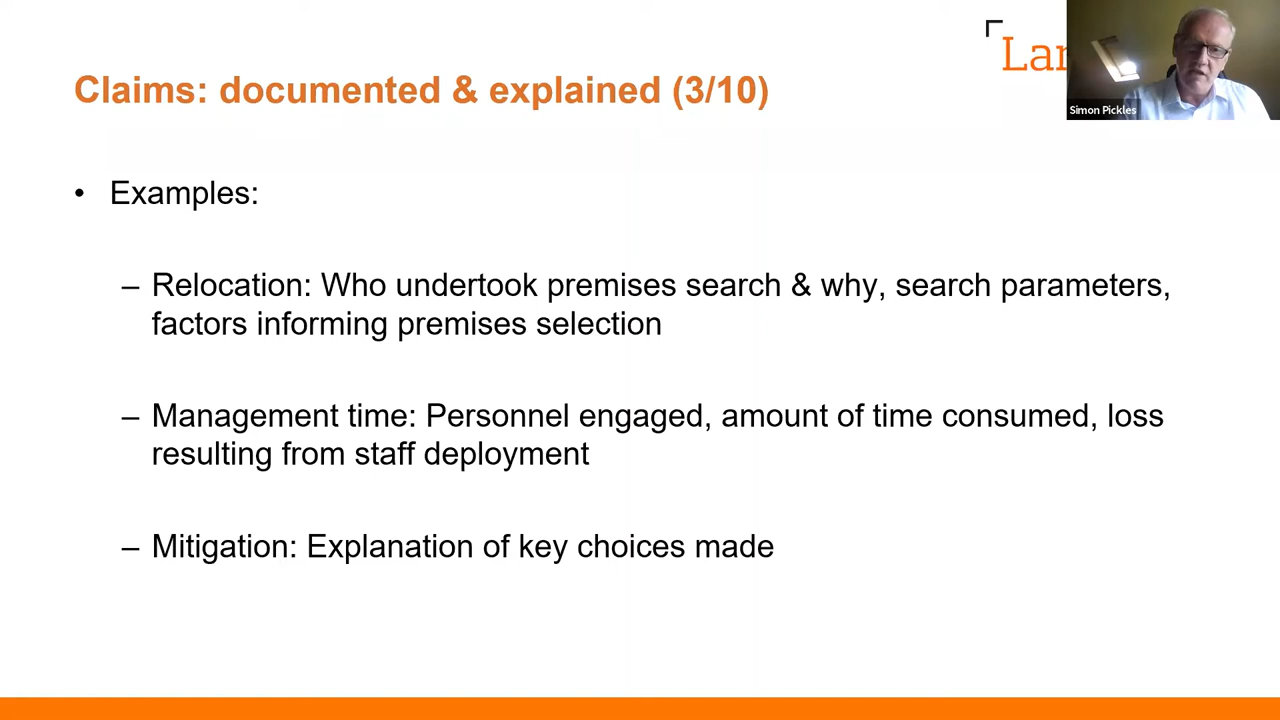 Claims: documented & explained (3/10)
Simon Pickles
• Examples:
– Relocation: Who undertook premises search & why, search parameters,
factors informing premises selection
– Management time: Personnel engaged, amount of time consumed, loss
resulting from staff deployment
– Mitigation: Explanation of key choices made